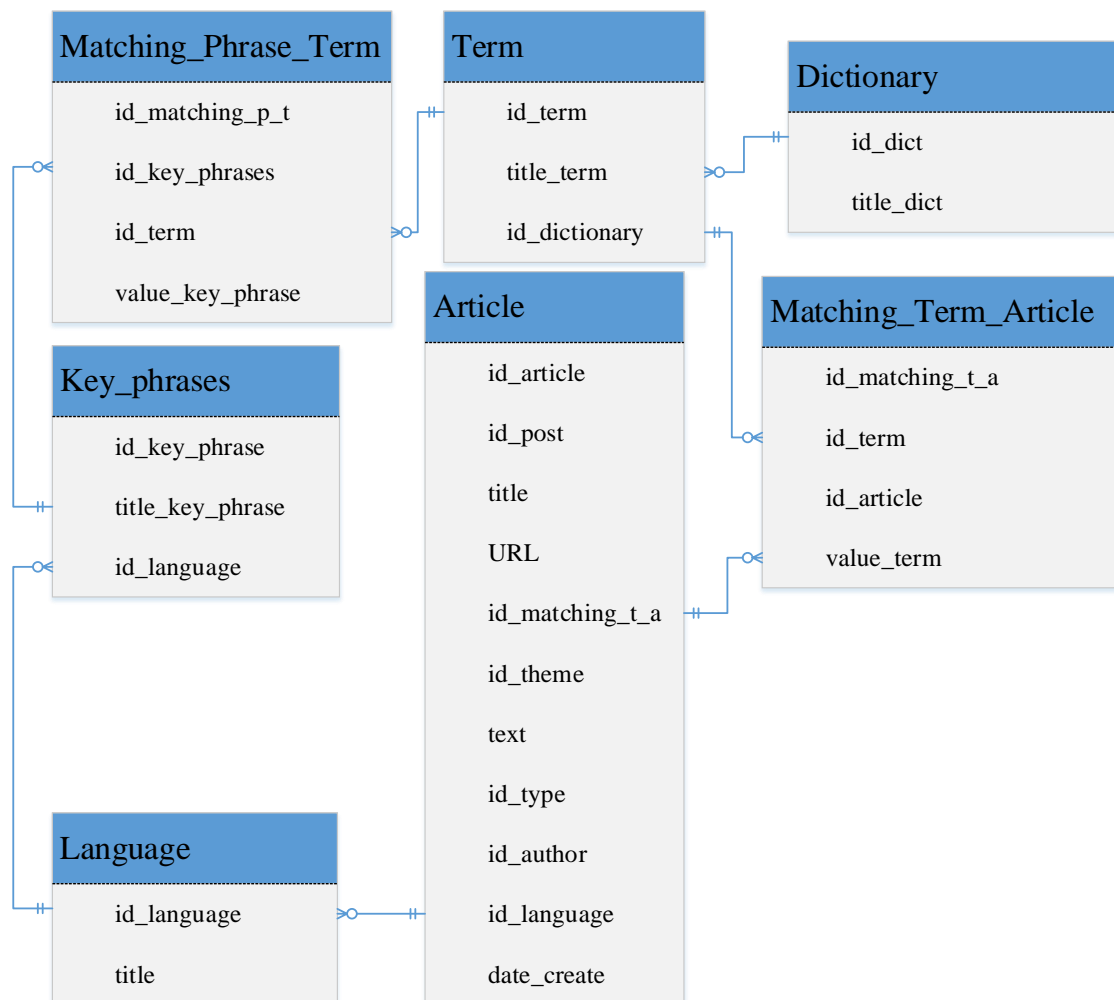 Matching_Phrase_Term
id_matching_p_t
id_key_phrases
id_term
value_key_phrase
Term
id_term
title_term
id_dictionary
Dictionary
id_dict
title_dict
Key_phrases
id_key_phrase
title_key_phrase
id_language
Article
id_article
id_post
title
URL
id_matching_t_a
id_theme
text
id_type
id_author
id_language
date_create
Matching_Term_Article
id_matching_t_a
id_term
id_article
value_term
Language
id_language
title